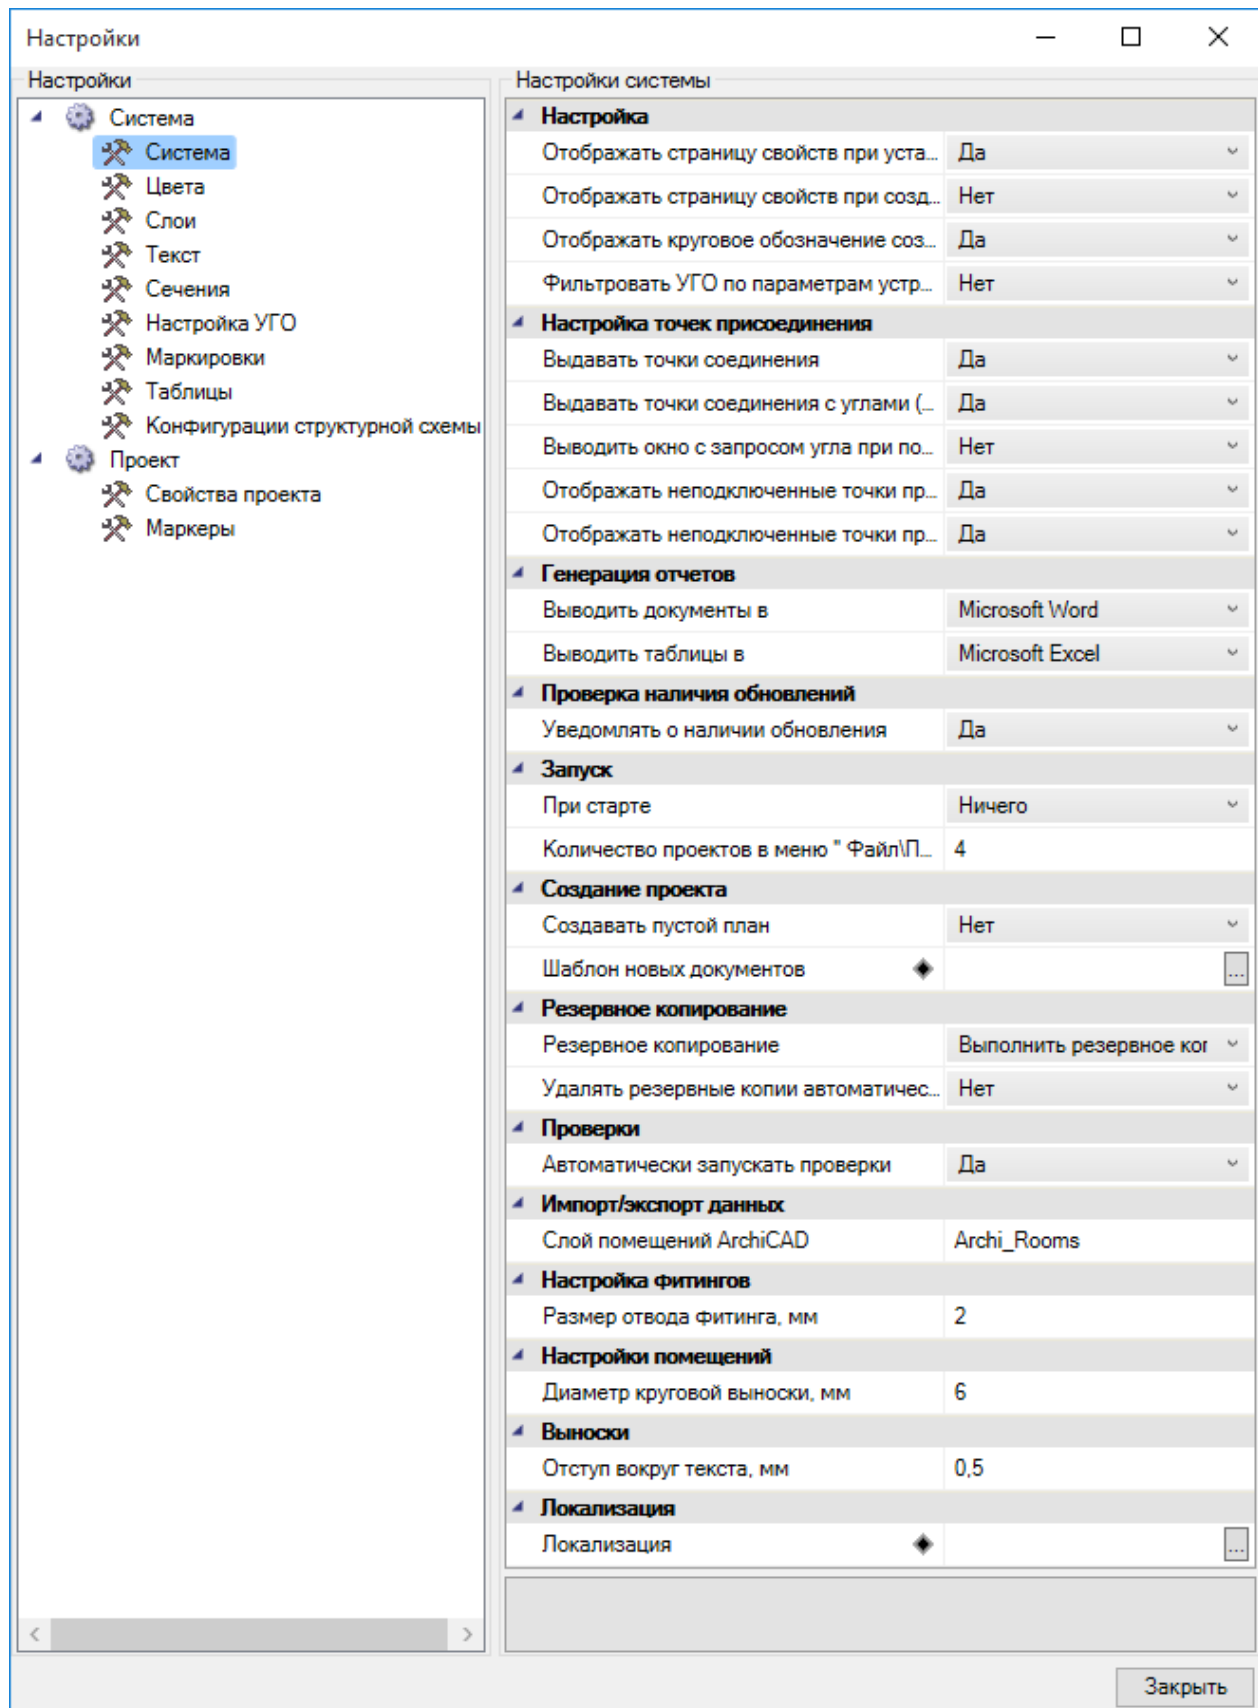 Настройки
Настройки
Система
Система
Цвета
Слои
Текст
Сечения
Настройка УГО
Маркировки
Таблицы
Конфигурации структурной схемы
Проект
Свойства проекта
Маркеры
Настройки системы
Настройка
Отображать страницу свойств при уста... Да
Отображать страницу свойств при созд... Нет
Отображать круговое обозначение соз... Да
Фильтровать УГО по параметрам устр... Нет
Настройка точек присоединения
Выдавать точки соединения Да
Выдавать точки соединения с углами (... Да
Выводить окно с запросом угла при по... Нет
Отображать неподключенные точки пр... Да
Отображать неподключенные точки пр... Да
Генерация отчетов
Выводить документы в Microsoft Word
Выводить таблицы в Microsoft Excel
Проверка наличия обновлений
Уведомлять о наличии обновления Да
Запуск
При старте Ничего
Количество проектов в меню " Файл\П... 4
Создание проекта
Создавать пустой план Нет
Шаблон новых документов ...
Резервное копирование
Резервное копирование Выполнить резервное ког
Удалять резервные копии автоматичес... Нет
Проверки
Автоматически запускать проверки Да
Импорт/экспорт данных
Слой помещений ArchiCAD Archi_Rooms
Настройка фитингов
Размер отвода фитинга, мм 2
Настройки помещений
Диаметр круговой выноски, мм 6
Выноски
Отступ вокруг текста, мм 0,5
Локализация
Локализация ...
Закрыть